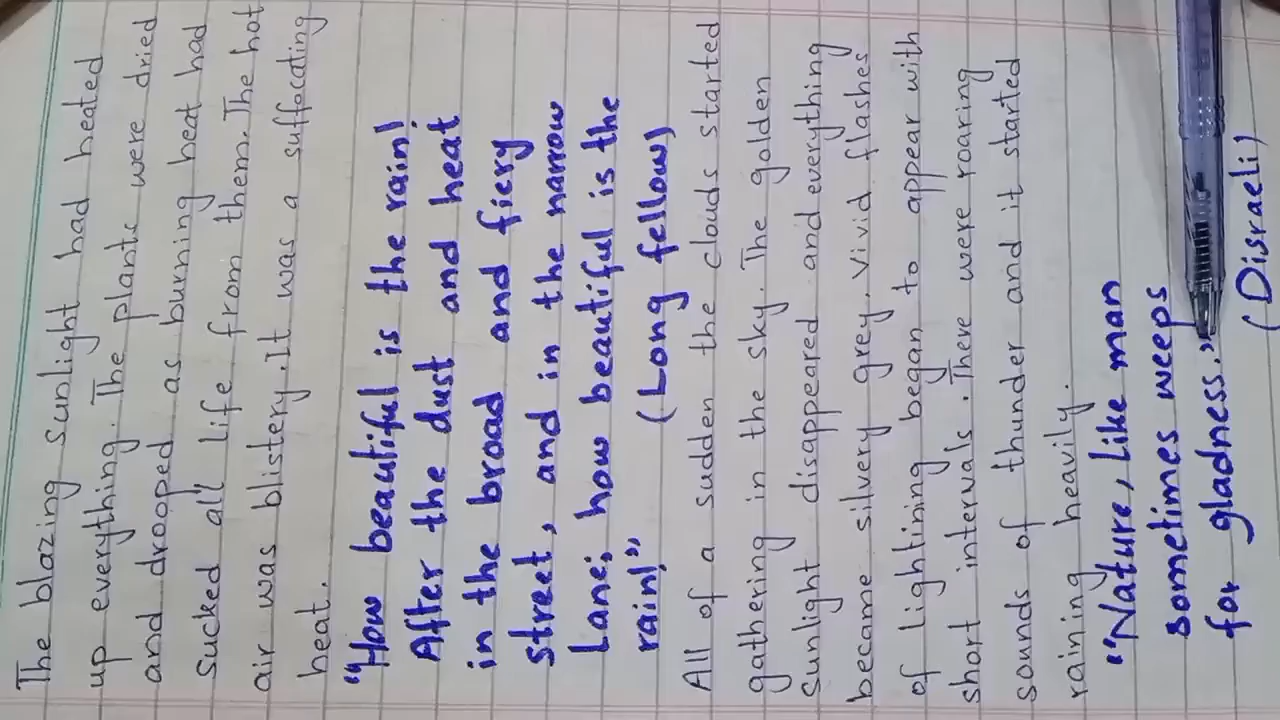 The blazing sunlight had heated
up everything. The plants were dried
and drooped as burning heat had
sucked all life from them. The hot
air was blistery. It was a suffocating
heat.
"How beautiful is the rain!
After the dust and heat
in the broad and fiery
street, and in the narrow
Lane; how beautiful is the
rain!"
(Long fellow)
All of a sudden the clouds started
gathering in the sky. The golden
sunlight disappeared and everything
became silvery grey. Vivid flashes
of lightining began to appear with
short intervals. There were roaring
sounds of thunder and it started
raining heavily.
"Nature, Like man
sometimes weeps
for gladness."
(Disraeli)